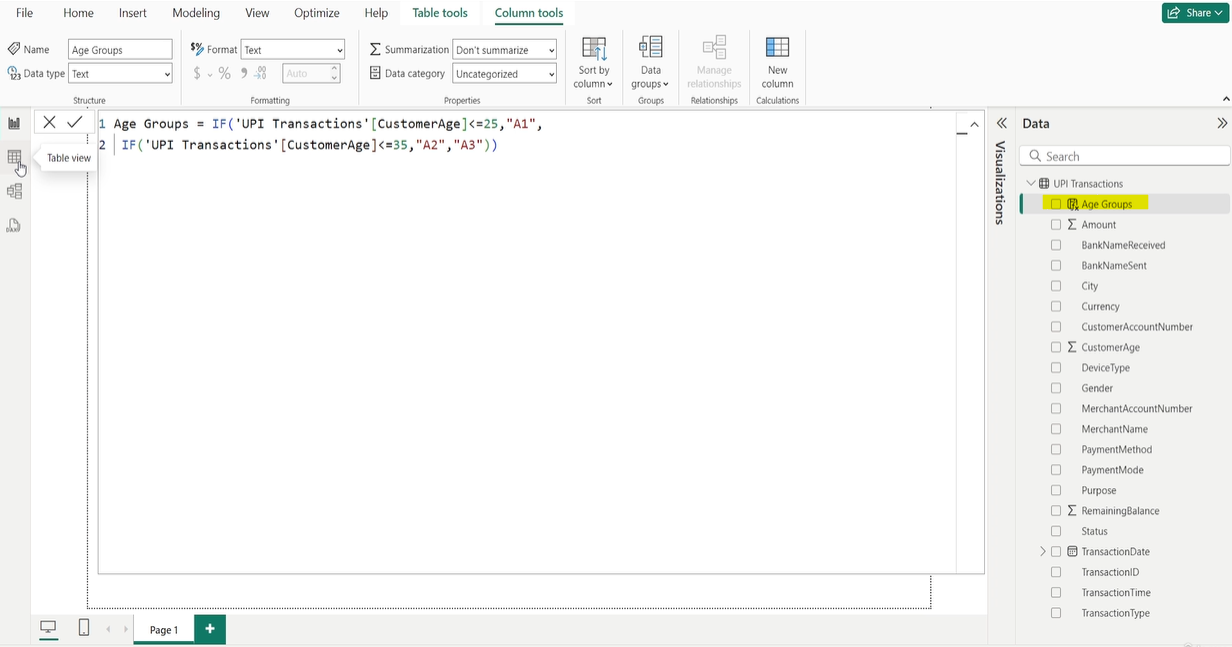 File Home Insert Modeling View Optimize Help Table tools Column tools Share
Name Age Groups Format Text Summarization Don't summarize
Data type Text $ % Auto Data category Uncategorized
Sort by column
Data groups
Manage relationships
New column
Structure Formatting Properties Sort Groups Relationships Calculations
1 Age Groups = IF('UPI Transactions'[CustomerAge]<=25,"A1",
2 IF('UPI Transactions'[CustomerAge]<=35,"A2","A3"))
Table view
Visualizations
Data
Search
UPI Transactions
Age Groups
Amount
BankNameReceived
BankNameSent
City
Currency
CustomerAccountNumber
CustomerAge
DeviceType
Gender
MerchantAccountNumber
MerchantName
PaymentMethod
PaymentMode
Purpose
RemainingBalance
Status
TransactionDate
TransactionID
TransactionTime
TransactionType
Page 1